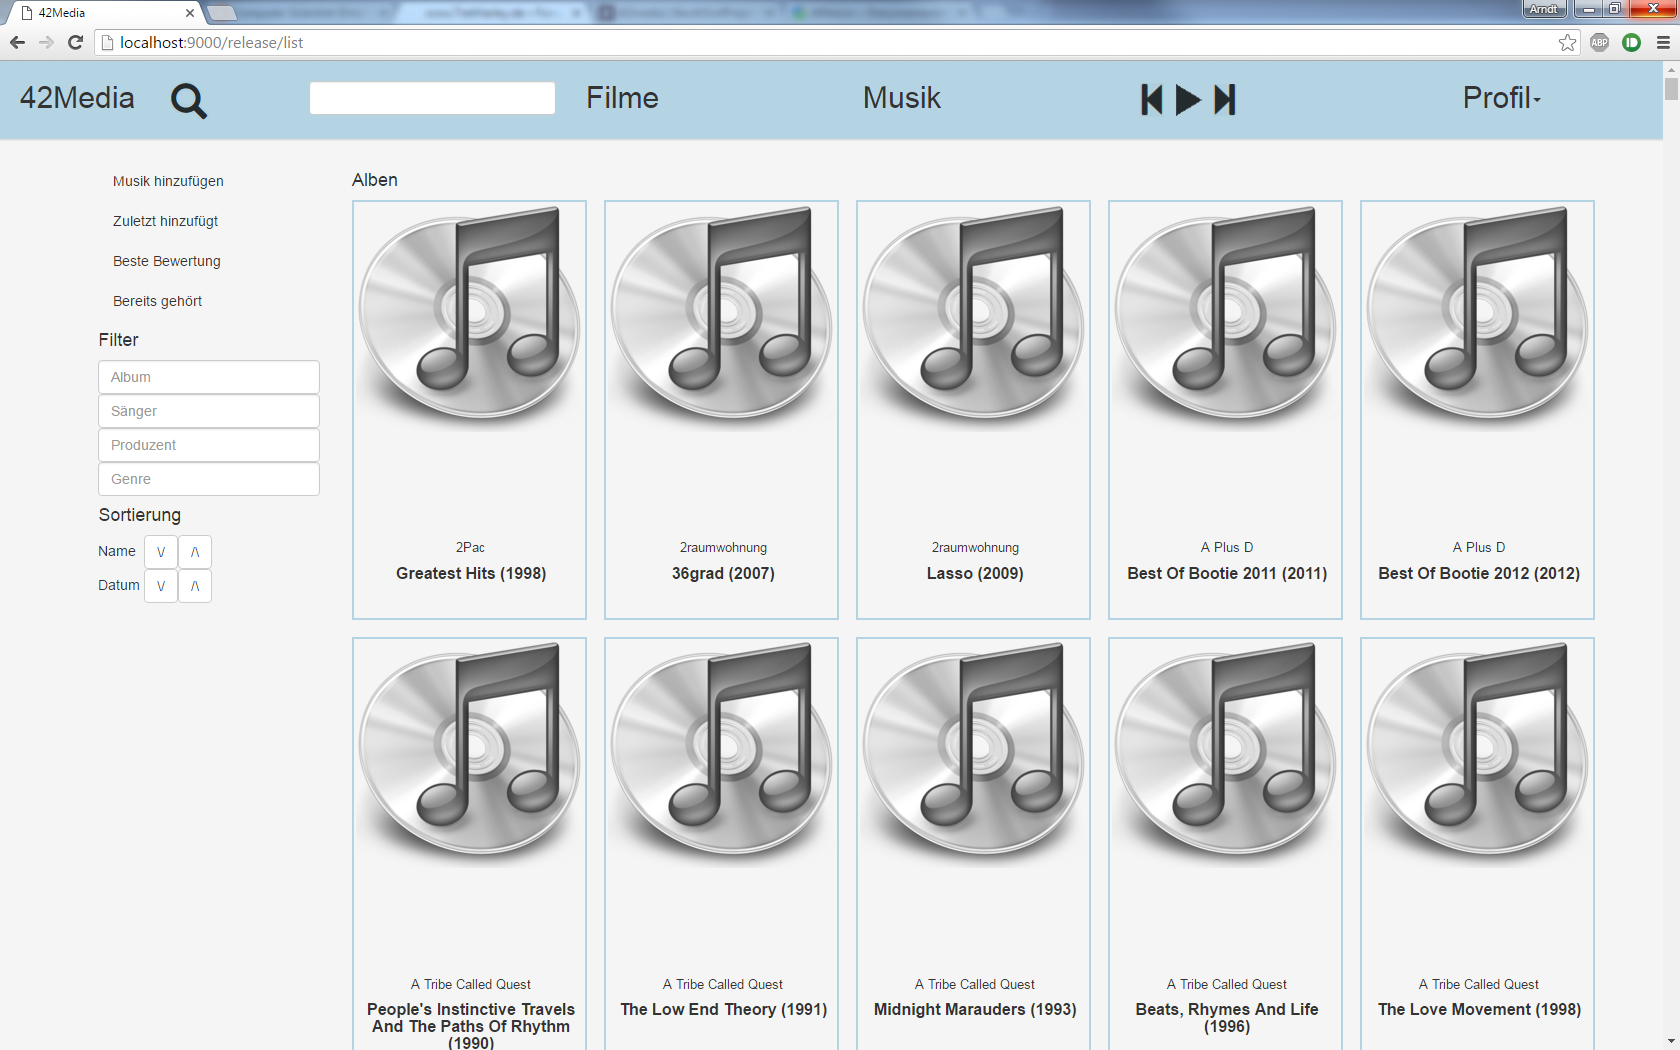 42Media
Arndt
localhost:9000/release/list
ABP
42Media
Filme
Musik
Profil
Musik hinzufügen
Zuletzt hinzufügt
Beste Bewertung
Bereits gehört
Filter
Album
Sänger
Produzent
Genre
Sortierung
Name \/ /\
Datum \/ /\
Alben
2Pac
Greatest Hits (1998)
2raumwohnung
36grad (2007)
2raumwohnung
Lasso (2009)
A Plus D
Best Of Bootie 2011 (2011)
A Plus D
Best Of Bootie 2012 (2012)
A Tribe Called Quest
People's Instinctive Travels
And The Paths Of Rhythm
(1990)
A Tribe Called Quest
The Low End Theory (1991)
A Tribe Called Quest
Midnight Marauders (1993)
A Tribe Called Quest
Beats, Rhymes And Life
(1996)
A Tribe Called Quest
The Love Movement (1998)